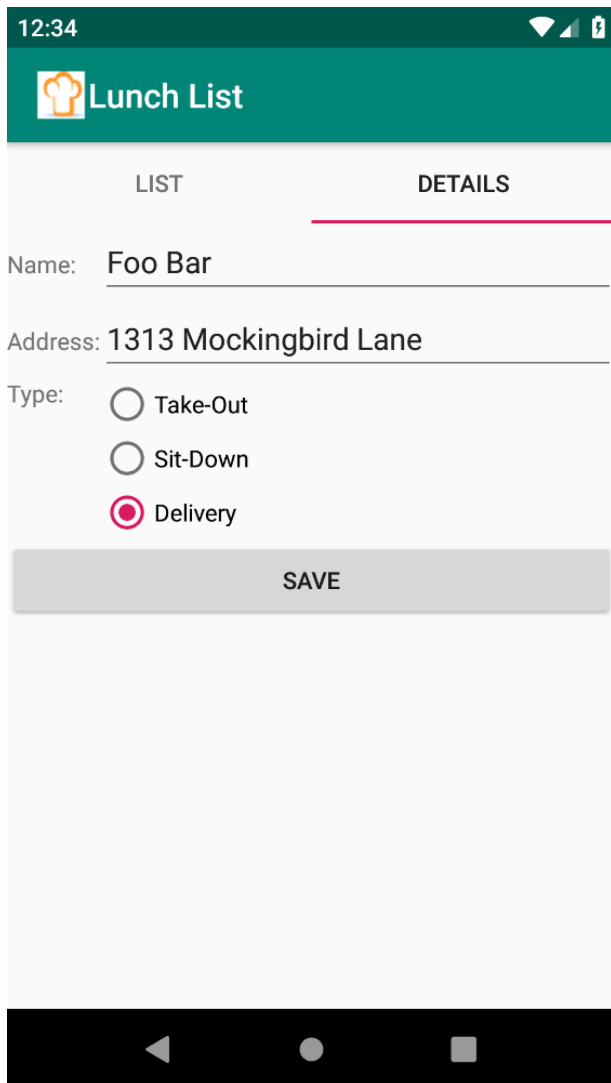 12:34
Lunch List
LIST DETAILS
Name: Foo Bar
Address: 1313 Mockingbird Lane
Type: Take-Out
Sit-Down
Delivery
SAVE